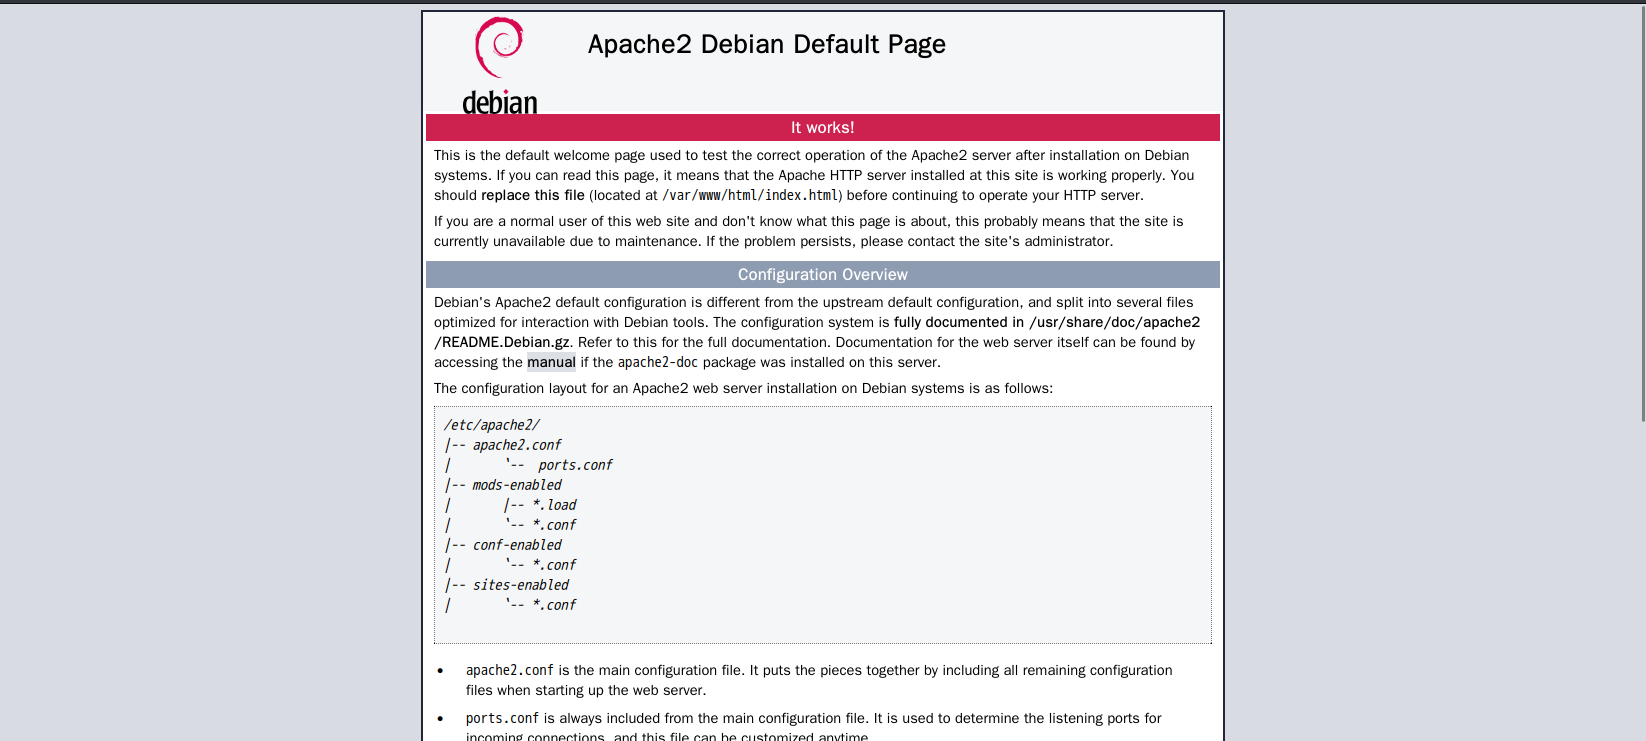 debian
Apache2 Debian Default Page
It works!
This is the default welcome page used to test the correct operation of the Apache2 server after installation on Debian
systems. If you can read this page, it means that the Apache HTTP server installed at this site is working properly. You
should replace this file (located at /var/www/html/index.html) before continuing to operate your HTTP server.
If you are a normal user of this web site and don't know what this page is about, this probably means that the site is
currently unavailable due to maintenance. If the problem persists, please contact the site's administrator.
Configuration Overview
Debian's Apache2 default configuration is different from the upstream default configuration, and split into several files
optimized for interaction with Debian tools. The configuration system is fully documented in /usr/share/doc/apache2
/README.Debian.gz. Refer to this for the full documentation. Documentation for the web server itself can be found by
accessing the manual if the apache2-doc package was installed on this server.
The configuration layout for an Apache2 web server installation on Debian systems is as follows:
/etc/apache2/
|-- apache2.conf
|       `--  ports.conf
|-- mods-enabled
|       |-- *.load
|       `-- *.conf
|-- conf-enabled
|       `-- *.conf
|-- sites-enabled
|       `-- *.conf
• apache2.conf is the main configuration file. It puts the pieces together by including all remaining configuration
files when starting up the web server.
• ports.conf is always included from the main configuration file. It is used to determine the listening ports for
incoming connections, and this file can be customized anytime.